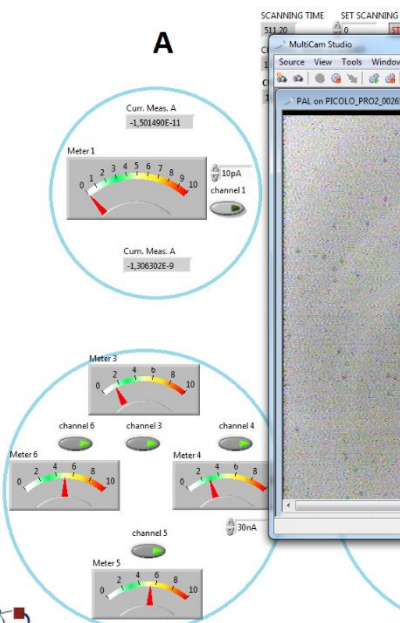 SCANNING TIME SET SCANNING
511,20 0
A
MultiCam Studio
Source View Tools Window
PAL on PICOLO_PRO2_0026
Curr. Meas. A
-1,501490E-11
Meter 1
0 1 2 3 4 5 6 7 8 9 10
10pA
channel 1
Curn. Meas. A
-1,306302E-9
Meter 3
0 2 4 6 8 10
channel 6 channel 3 channel 4
Meter 6 Meter 4
0 2 4 6 8 10 0 2 4 6 8 10
30nA
channel 5
Meter 5
0 2 4 6 8 10